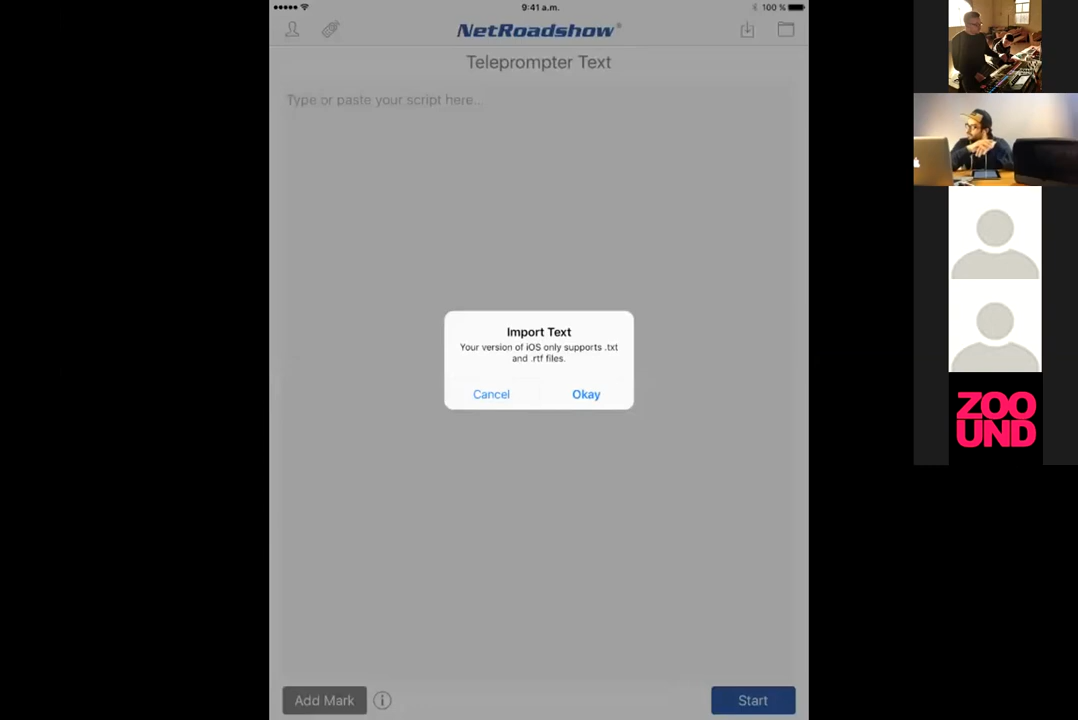 9:41 a.m.
100 %
NetRoadshow®
Teleprompter Text
Type or paste your script here..
Import Text
Your version of iOS only supports .txt
and .rtf files.
Cancel
Okay
Add Mark
Start
ZOO
UND